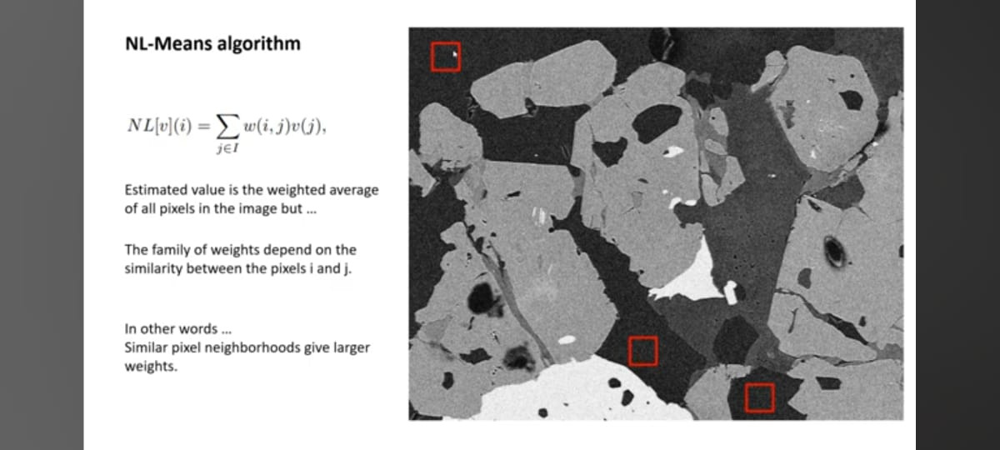 NL-Means algorithm
NL[v](i) = ∑ w(i, j)v(j),
j∈I
Estimated value is the weighted average
of all pixels in the image but ...
The family of weights depend on the
similarity between the pixels i and j.
In other words ...
Similar pixel neighborhoods give larger
weights.